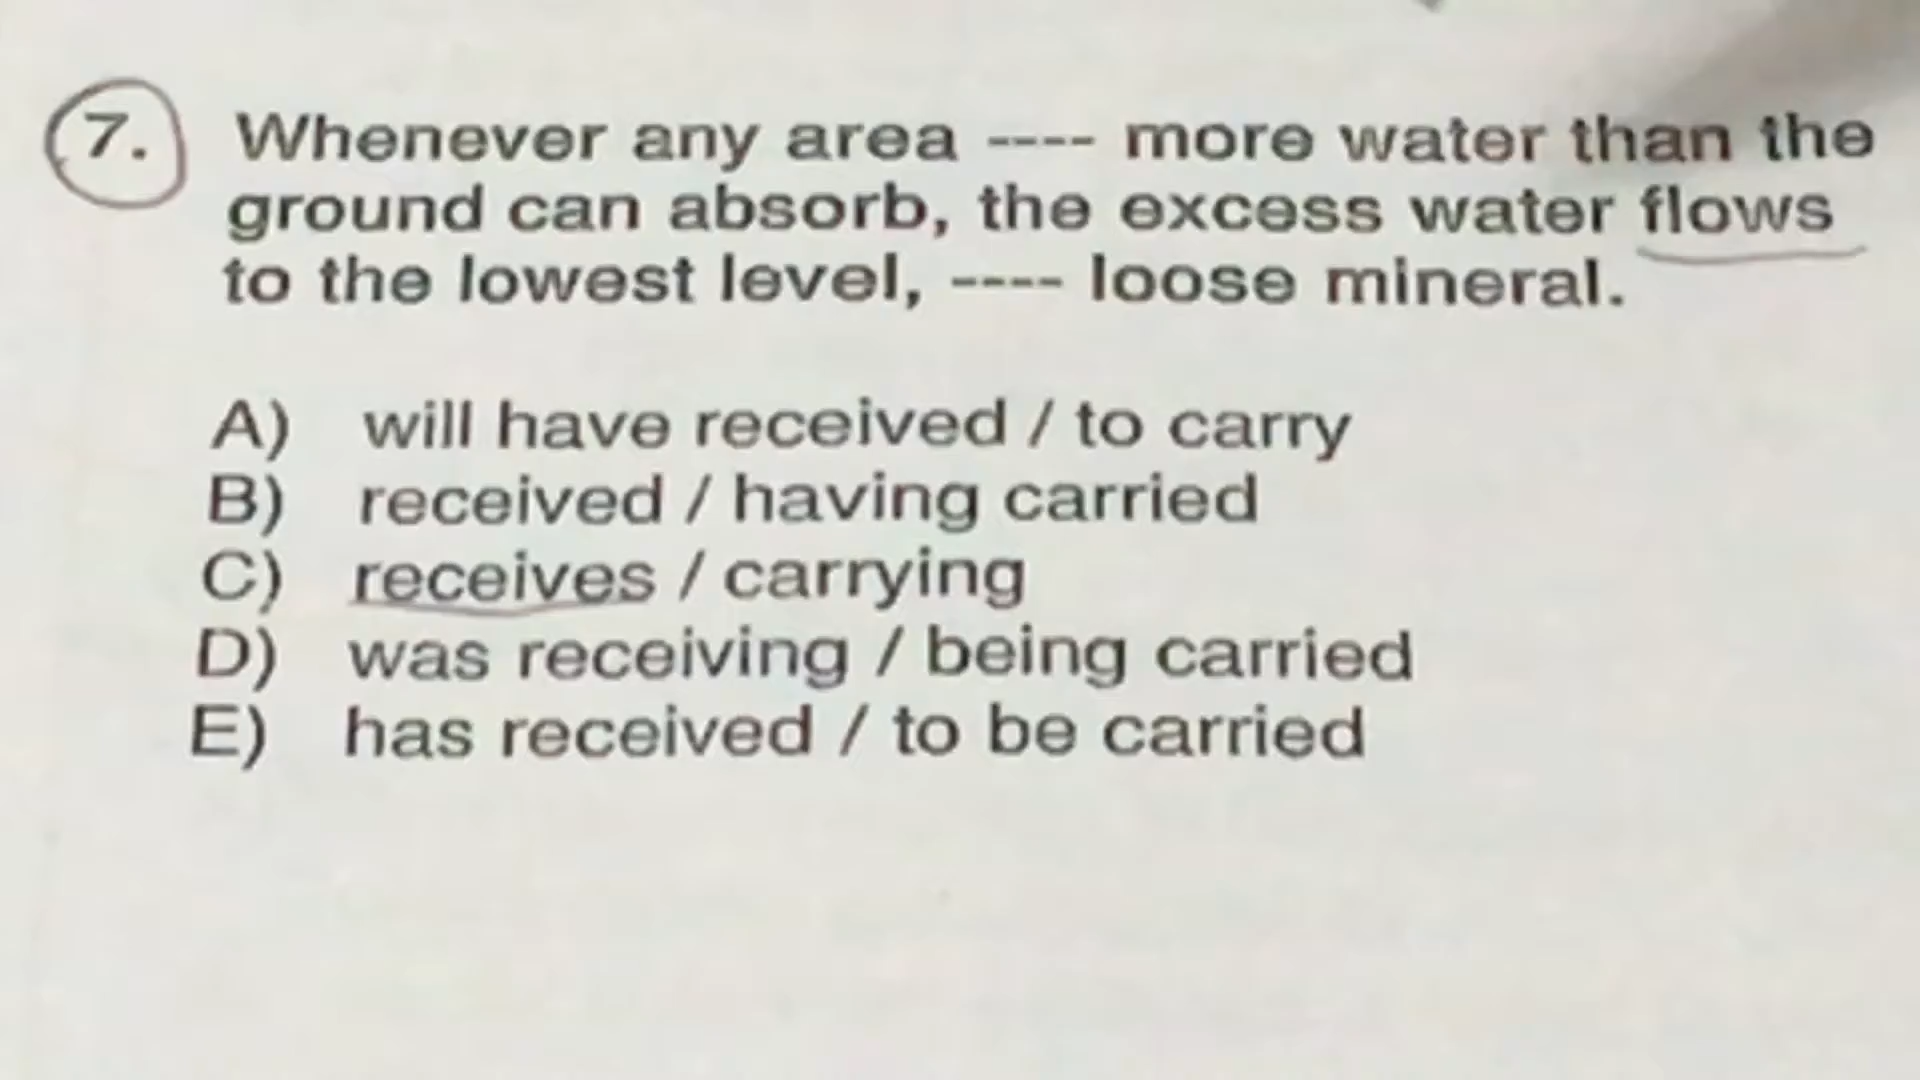 7. Whenever any area ---- more water than the
ground can absorb, the excess water flows
to the lowest level, ---- loose mineral.
A) will have received / to carry
B) received / having carried
C) receives / carrying
D) was receiving / being carried
E) has received / to be carried